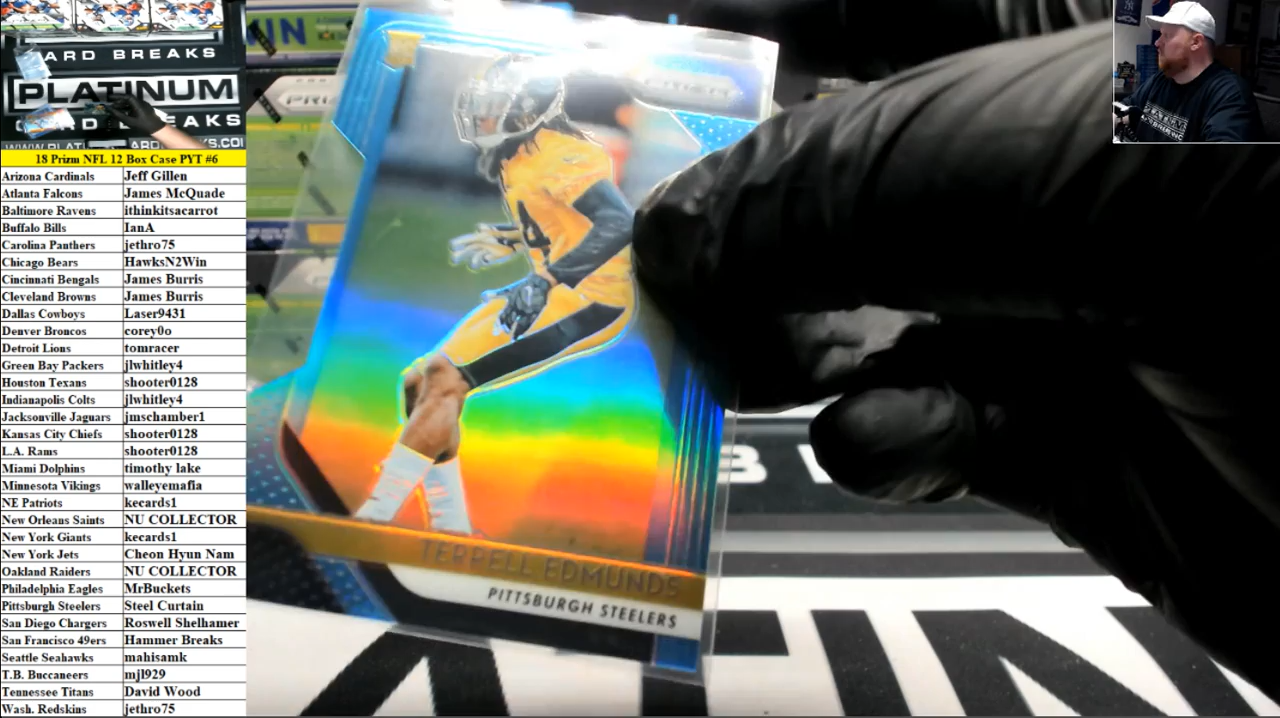 ARD BREAKS
PLATINUM
ARD BREAKS
18 Prizm NFL 12 Box Case PYT #6
Arizona Cardinals Jeff Gillen
Atlanta Falcons James McQuade
Baltimore Ravens ithinkitsacarrot
Buffalo Bills IanA
Carolina Panthers jethro75
Chicago Bears HawksN2Win
Cincinnati Bengals James Burris
Cleveland Browns James Burris
Dallas Cowboys Laser9431
Denver Broncos corey0o
Detroit Lions tomracer
Green Bay Packers jlwhitley4
Houston Texans shooter0128
Indianapolis Colts jlwhitley4
Jacksonville Jaguars jmschamber1
Kansas City Chiefs shooter0128
L.A. Rams shooter0128
Miami Dolphins timothy lake
Minnesota Vikings walleyemafia
NE Patriots kecards1
New Orleans Saints NU COLLECTOR
New York Giants kecards1
New York Jets Cheon Hyun Nam
Oakland Raiders NU COLLECTOR
Philadelphia Eagles MrBuckets
Pittsburgh Steelers Steel Curtain
San Diego Chargers Roswell Shelhamer
San Francisco 49ers Hammer Breaks
Seattle Seahawks mahisamk
T.B. Buccaneers mjl929
Tennessee Titans David Wood
Wash. Redskins jethro75
PRIZM
TERRELL EDMUNDS
PITTSBURGH STEELERS